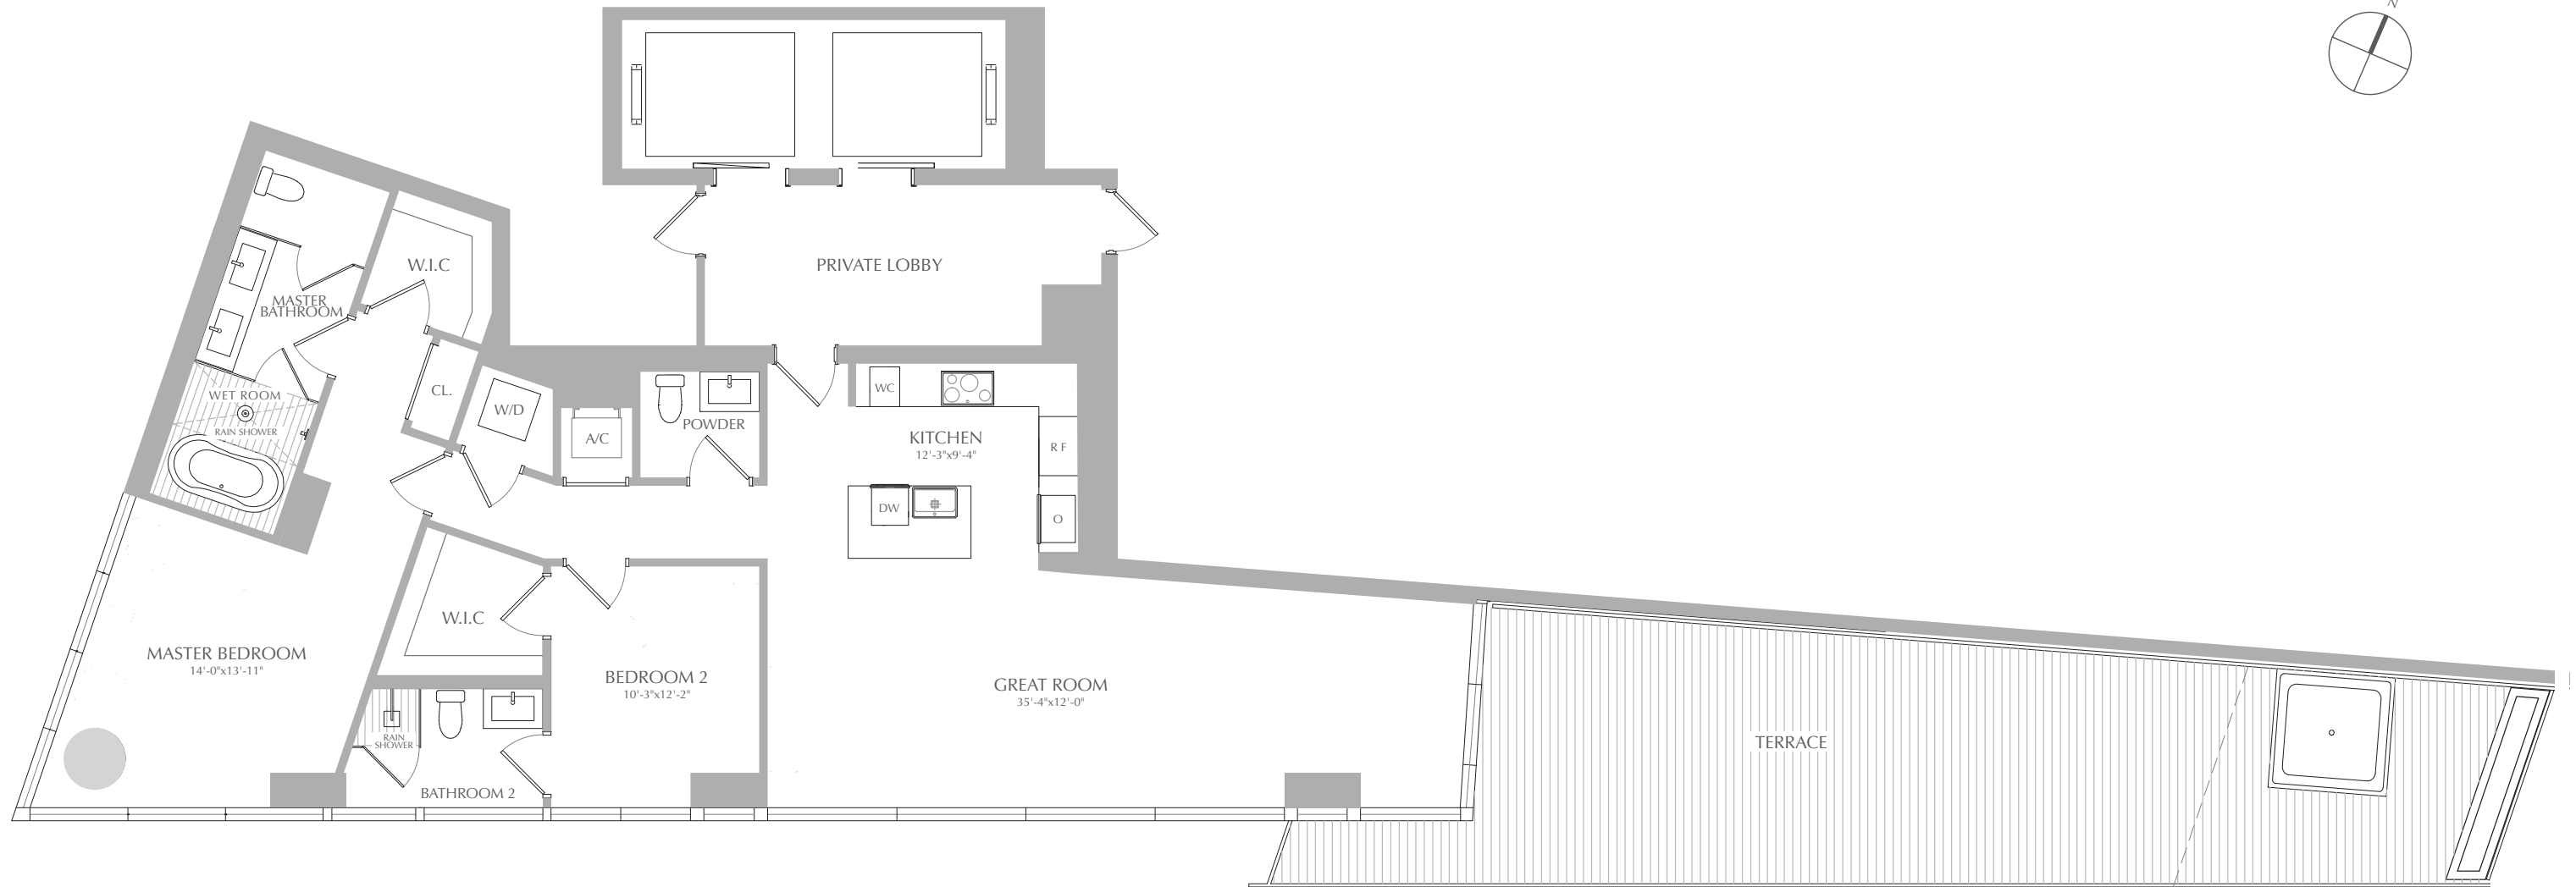 N
W.I.C
PRIVATE LOBBY
MASTER
BATHROOM
CL.
WET ROOM
RAIN SHOWER
W/D
A/C
POWDER
WC
KITCHEN
12'-3"x9'-4"
R F
DW
O
W.I.C
MASTER BEDROOM
14'-0"x13'-11"
BEDROOM 2
10'-3"x12'-2"
GREAT ROOM
35'-4"x12'-0"
RAIN
SHOWER
BATHROOM 2
TERRACE